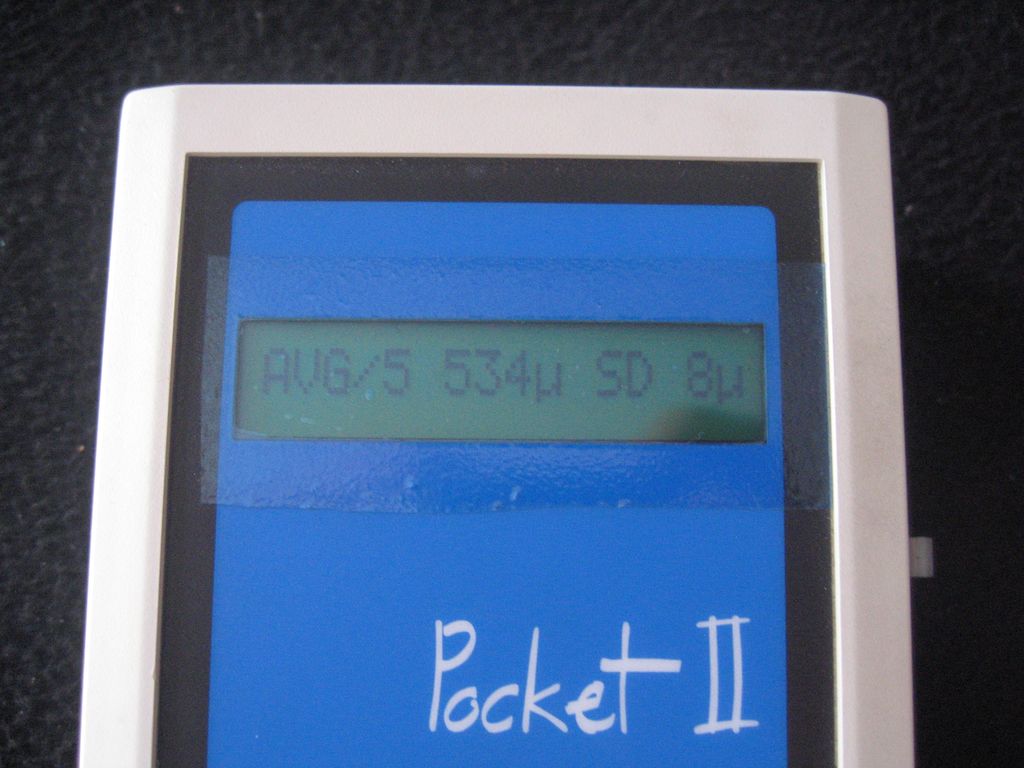 AVG/5 534µ SD 8µ
Pocket II